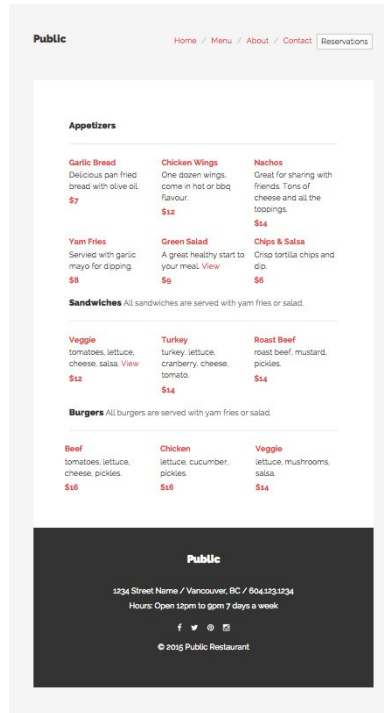 Public
Home / Menu / About / Contact Reservations
Appetizers
Garlic Bread
Delicious pan fried
bread with olive oil.
$7
Chicken Wings
One dozen wings,
come in hot or bbq
flavour.
$12
Nachos
Great for sharing with
friends. Tons of
cheese and all the
toppings.
$14
Yam Fries
Servied with garlic
mayo for dipping.
$8
Green Salad
A great healthy start to
your meal. View
$9
Chips & Salsa
Crisp tortilla chips and
dip.
$6
Sandwiches All sandwiches are served with yam fries or salad.
Veggie
tomatoes, lettuce,
cheese, salsa. View
$12
Turkey
turkey, lettuce,
cranberry, cheese,
tomato.
$14
Roast Beef
roast beef, mustard,
pickles.
$14
Burgers All burgers are served with yam fries or salad.
Beef
tomatoes, lettuce,
cheese, pickles.
$16
Chicken
lettuce, cucumber,
pickles.
$16
Veggie
lettuce, mushrooms,
salsa.
$14
Public
1234 Street Name / Vancouver, BC / 604.123.1234
Hours: Open 12pm to 9pm 7 days a week
© 2015 Public Restaurant